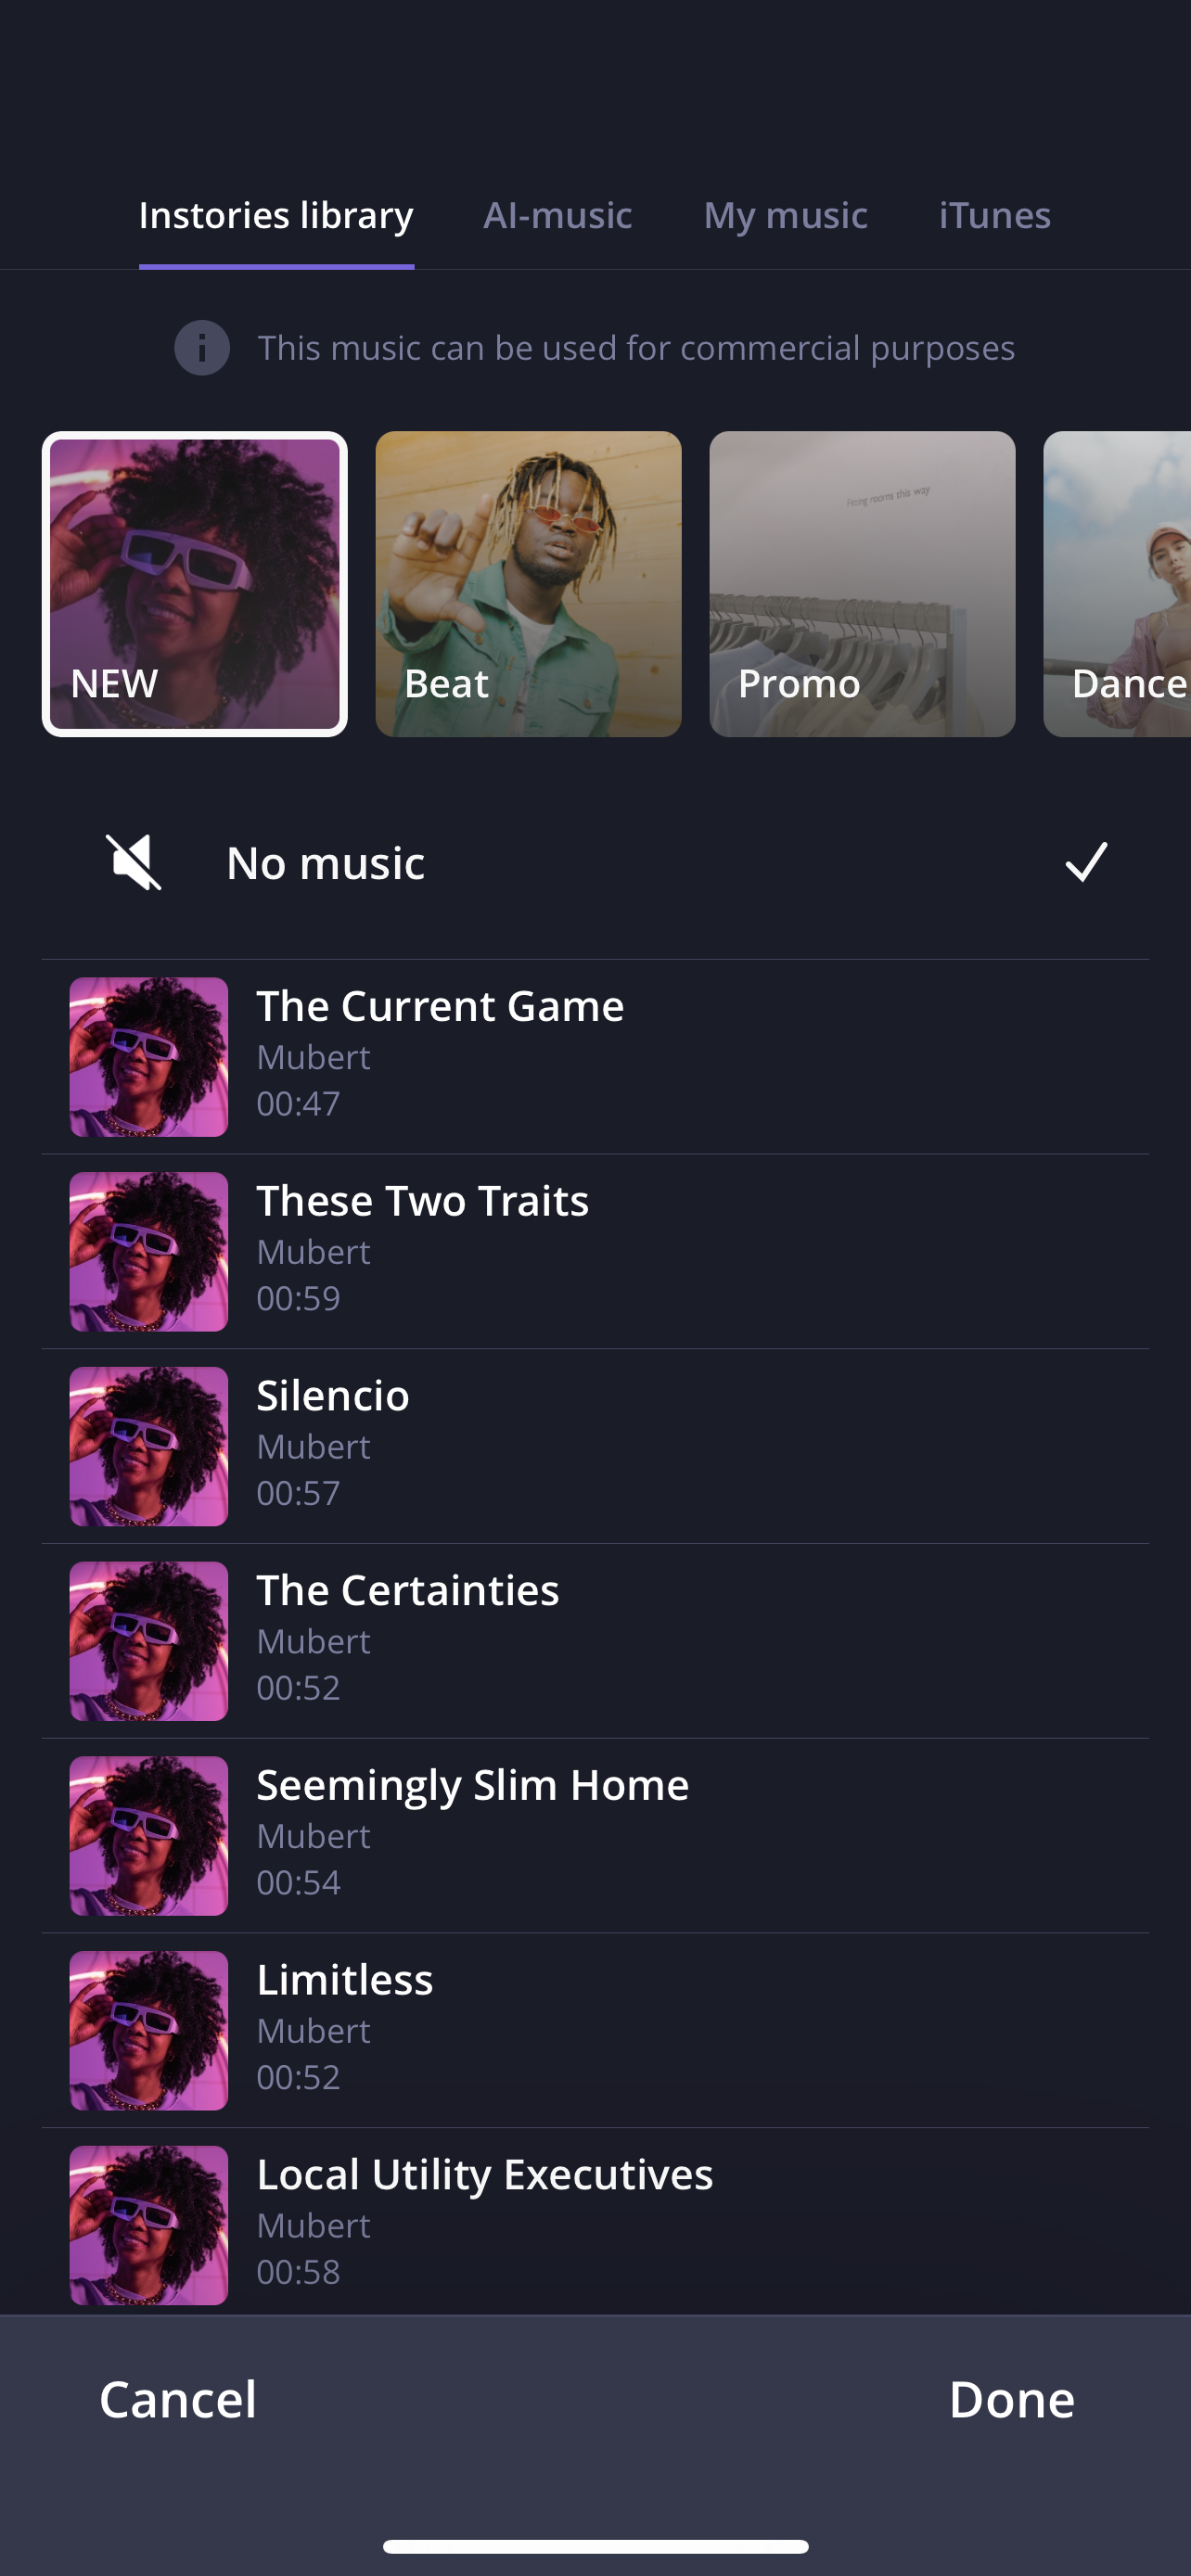 Instories library AI-music My music iTunes
This music can be used for commercial purposes
Fitting rooms this way
NEW Beat Promo Dance
No music
The Current Game
Mubert
00:47
These Two Traits
Mubert
00:59
Silencio
Mubert
00:57
The Certainties
Mubert
00:52
Seemingly Slim Home
Mubert
00:54
Limitless
Mubert
00:52
Local Utility Executives
Mubert
00:58
Cancel Done